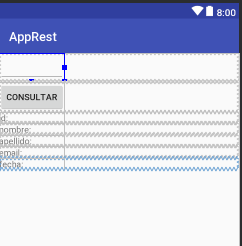 8:00
AppRest
CONSULTAR
id:
nombre:
apellido:
email:
fecha: